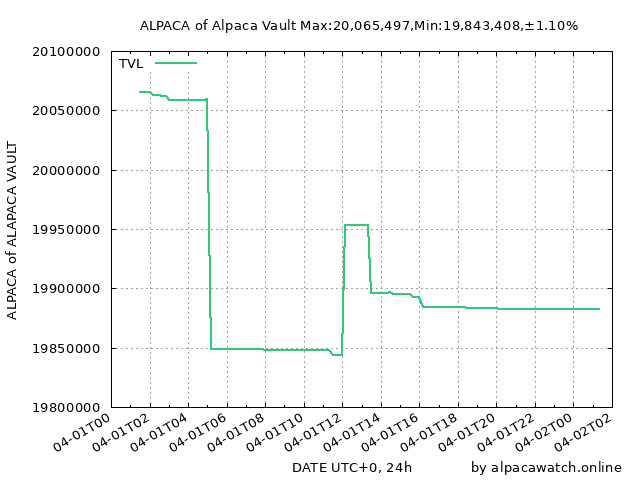 ALPACA of Alpaca Vault Max:20,065,497,Min:19,843,408,±1.10%
TVL
20100000
20050000
20000000
19950000
19900000
19850000
19800000
ALPACA of ALAPACA VAULT
04-01T00
04-01T02
04-01T04
04-01T06
04-01T08
04-01T10
04-01T12
04-01T14
04-01T16
04-01T18
04-01T20
04-01T22
04-02T00
04-02T02
DATE UTC+0, 24h
by alpacawatch.online